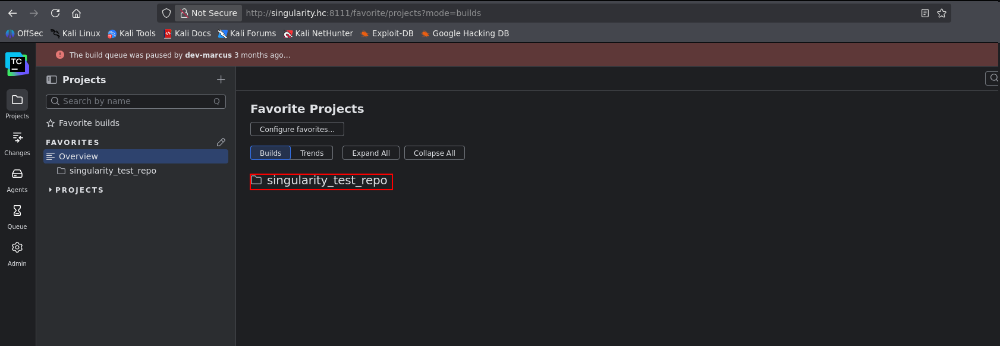 Not Secure http://singularity.hc:8111/favorite/projects?mode=builds
OffSec Kali Linux Kali Tools Kali Docs Kali Forums Kali NetHunter Exploit-DB Google Hacking DB
TC
The build queue was paused by dev-marcus 3 months ago...
Projects
Search by name Q
Favorite builds
FAVORITES
Overview
singularity_test_repo
PROJECTS
Projects
Changes
Agents
Queue
Admin
Favorite Projects
Configure favorites...
Builds Trends Expand All Collapse All
singularity_test_repo